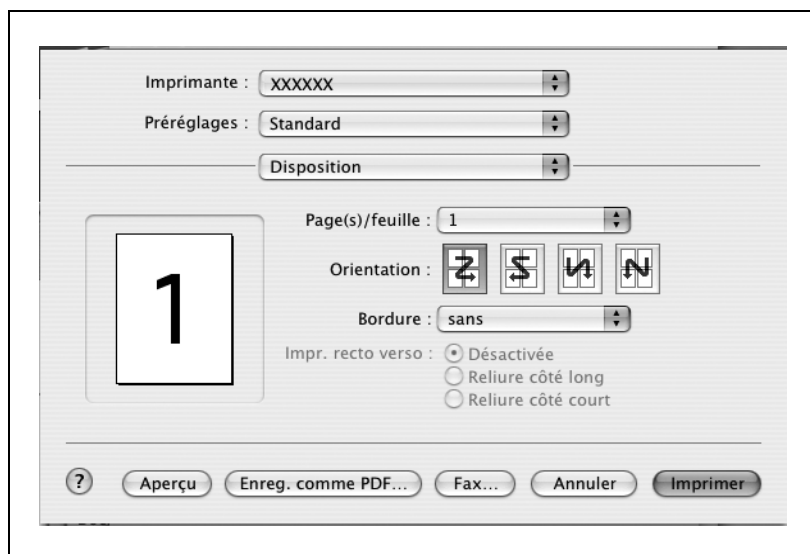 Imprimante : XXXXXX
Préréglages : Standard
Disposition
Page(s)/feuille : 1
1
Orientation :
Bordure : sans
Impr. recto verso : Désactivée
Reliure côté long
Reliure côté court
? Aperçu Enreg. comme PDF... Fax... Annuler Imprimer